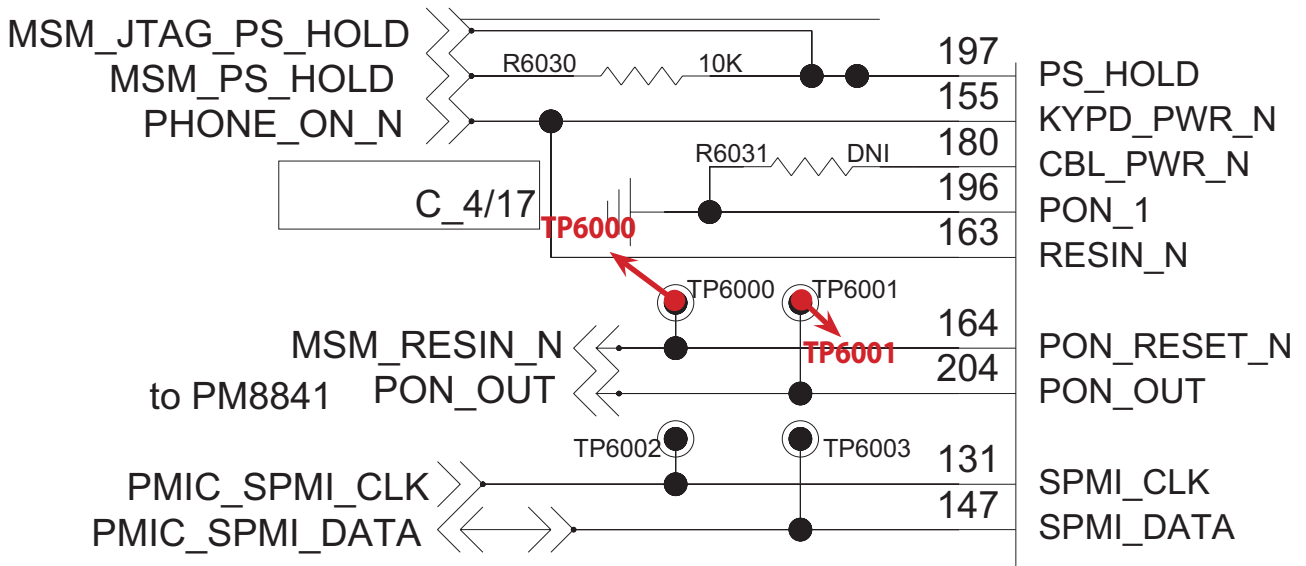 MSM_JTAG_PS_HOLD
197
R6030 10K
PS_HOLD
MSM_PS_HOLD
155
KYPD_PWR_N
PHONE_ON_N
180
R6031 DNI
CBL_PWR_N
196
C_4/17
PON_1
TP6000
163
RESIN_N
TP6000 TP6001
164
MSM_RESIN_N
TP6001
PON_RESET_N
204
to PM8841 PON_OUT
PON_OUT
TP6002 TP6003
131
PMIC_SPMI_CLK
SPMI_CLK
147
PMIC_SPMI_DATA
SPMI_DATA